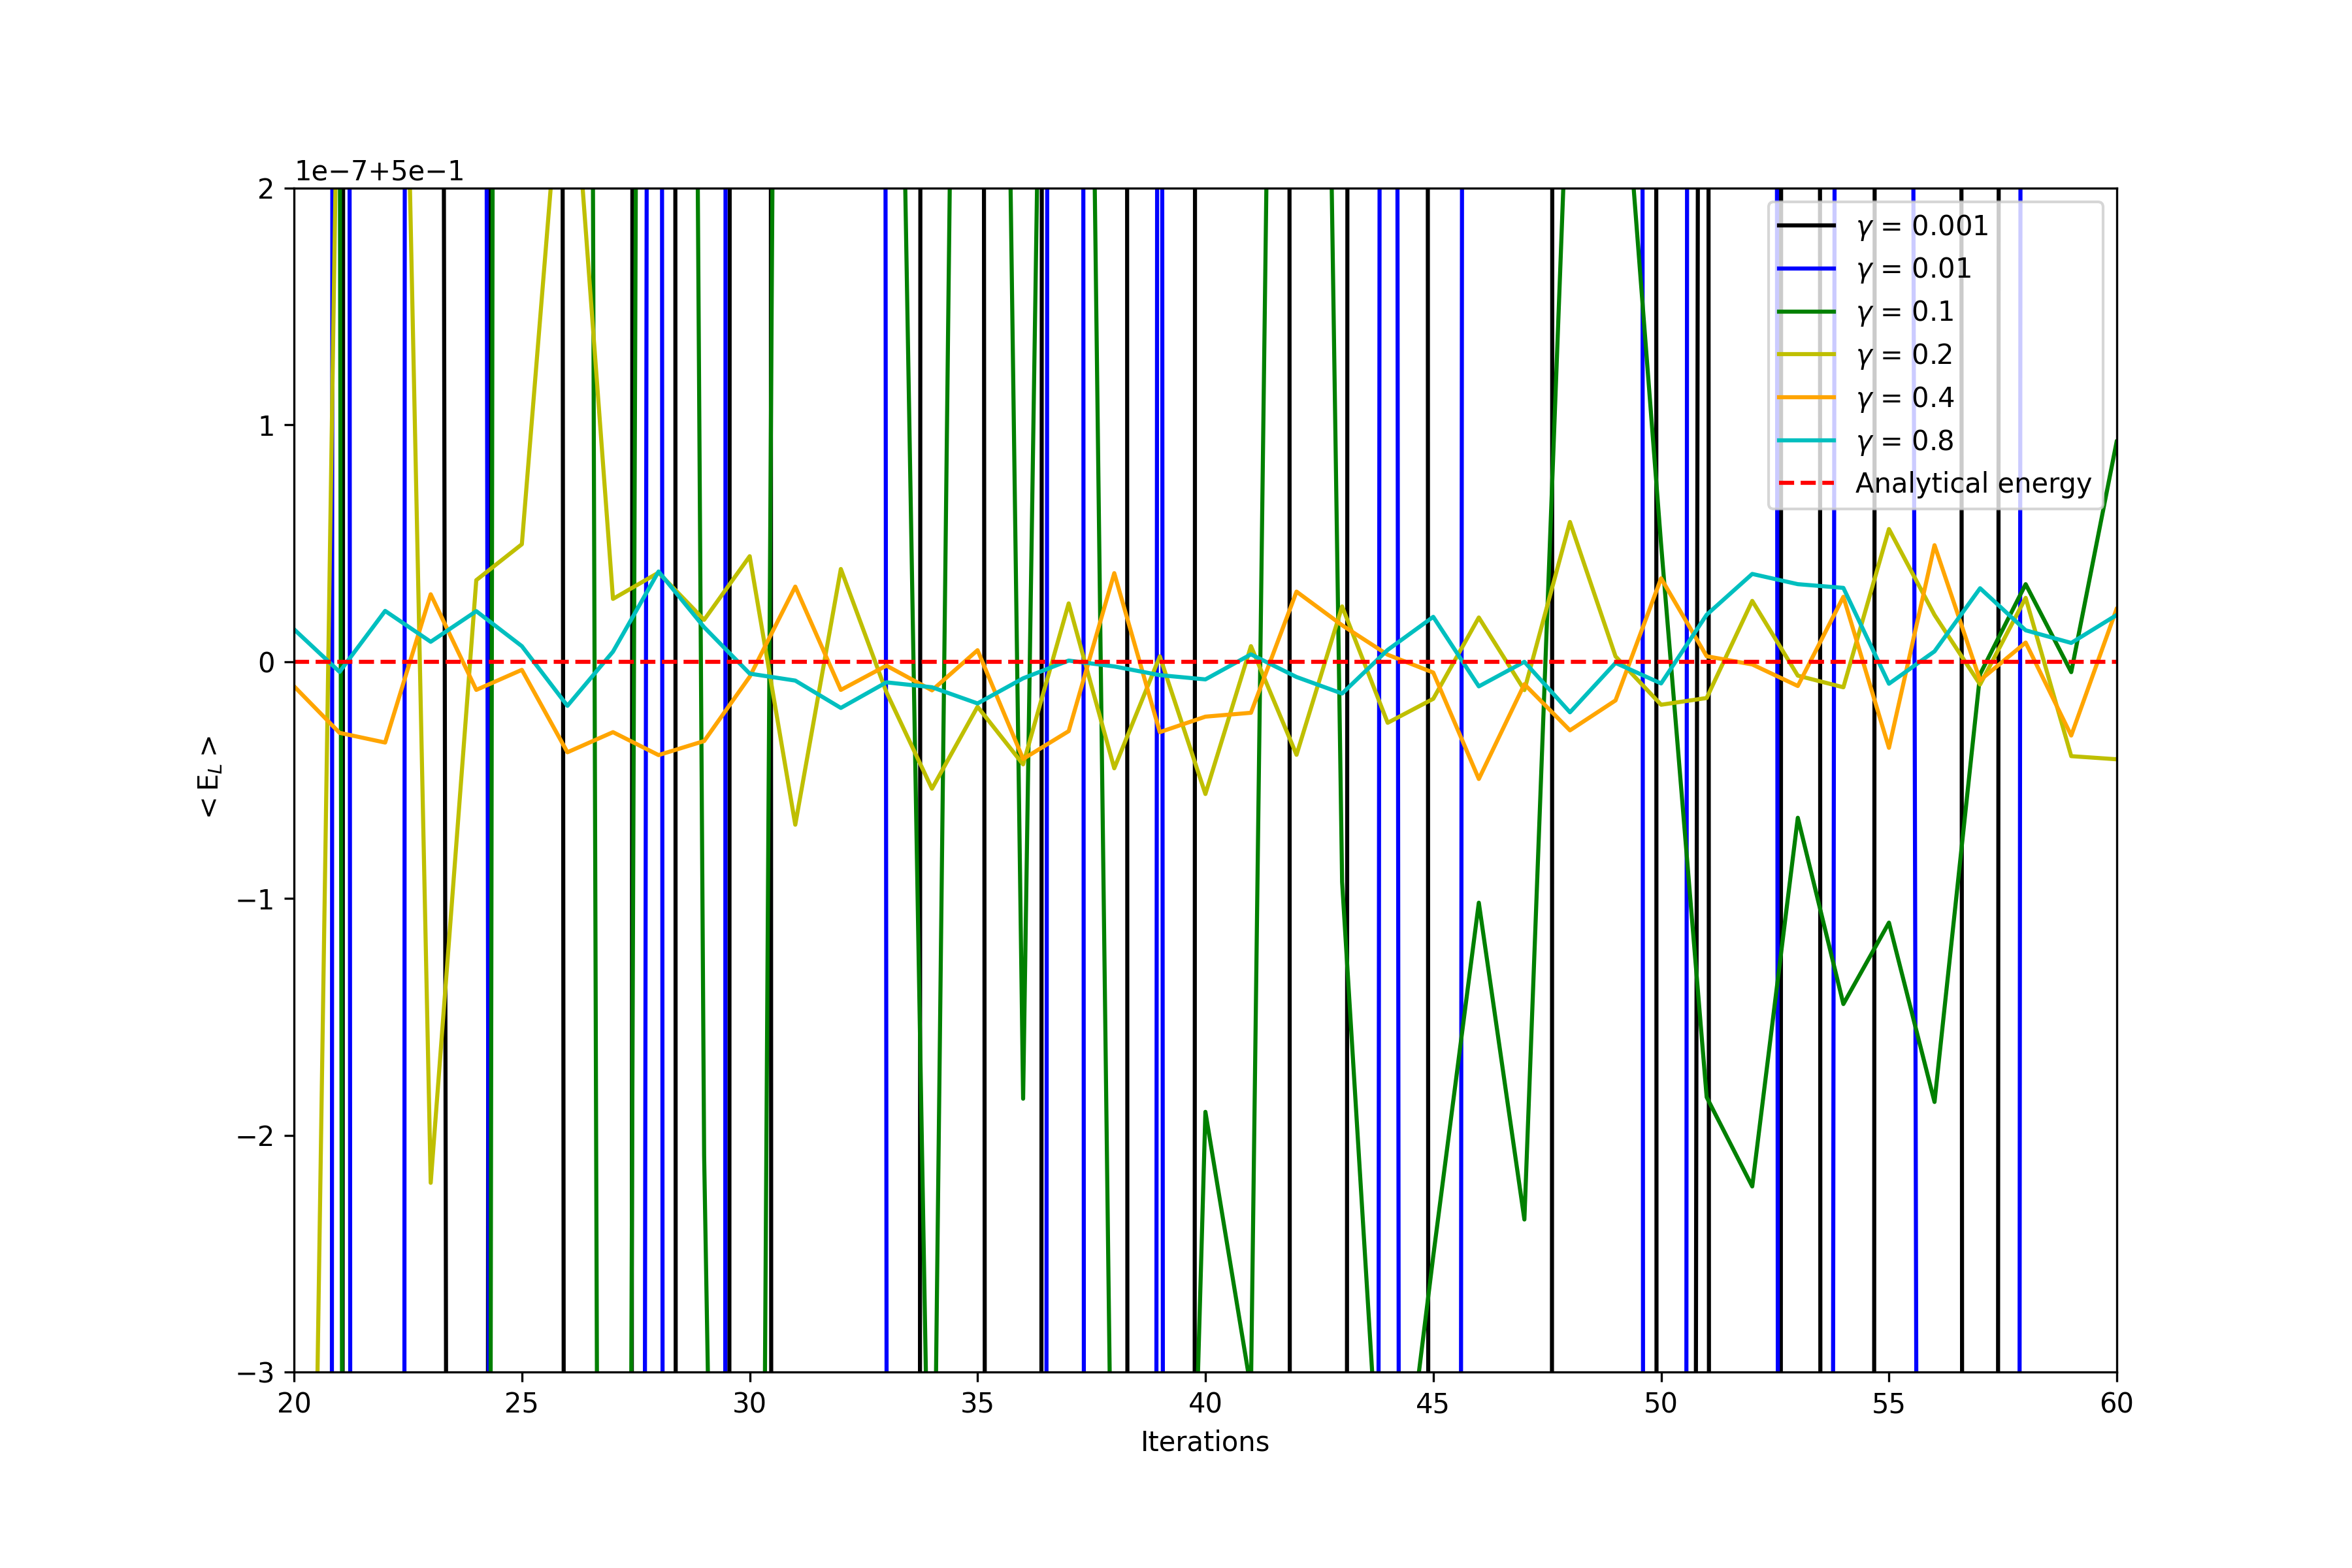 1e−7+5e−1
2
1
0
−1
−2
−3
< E_L >
20 25 30 35 40 45 50 55 60
Iterations
γ = 0.001
γ = 0.01
γ = 0.1
γ = 0.2
γ = 0.4
γ = 0.8
Analytical energy